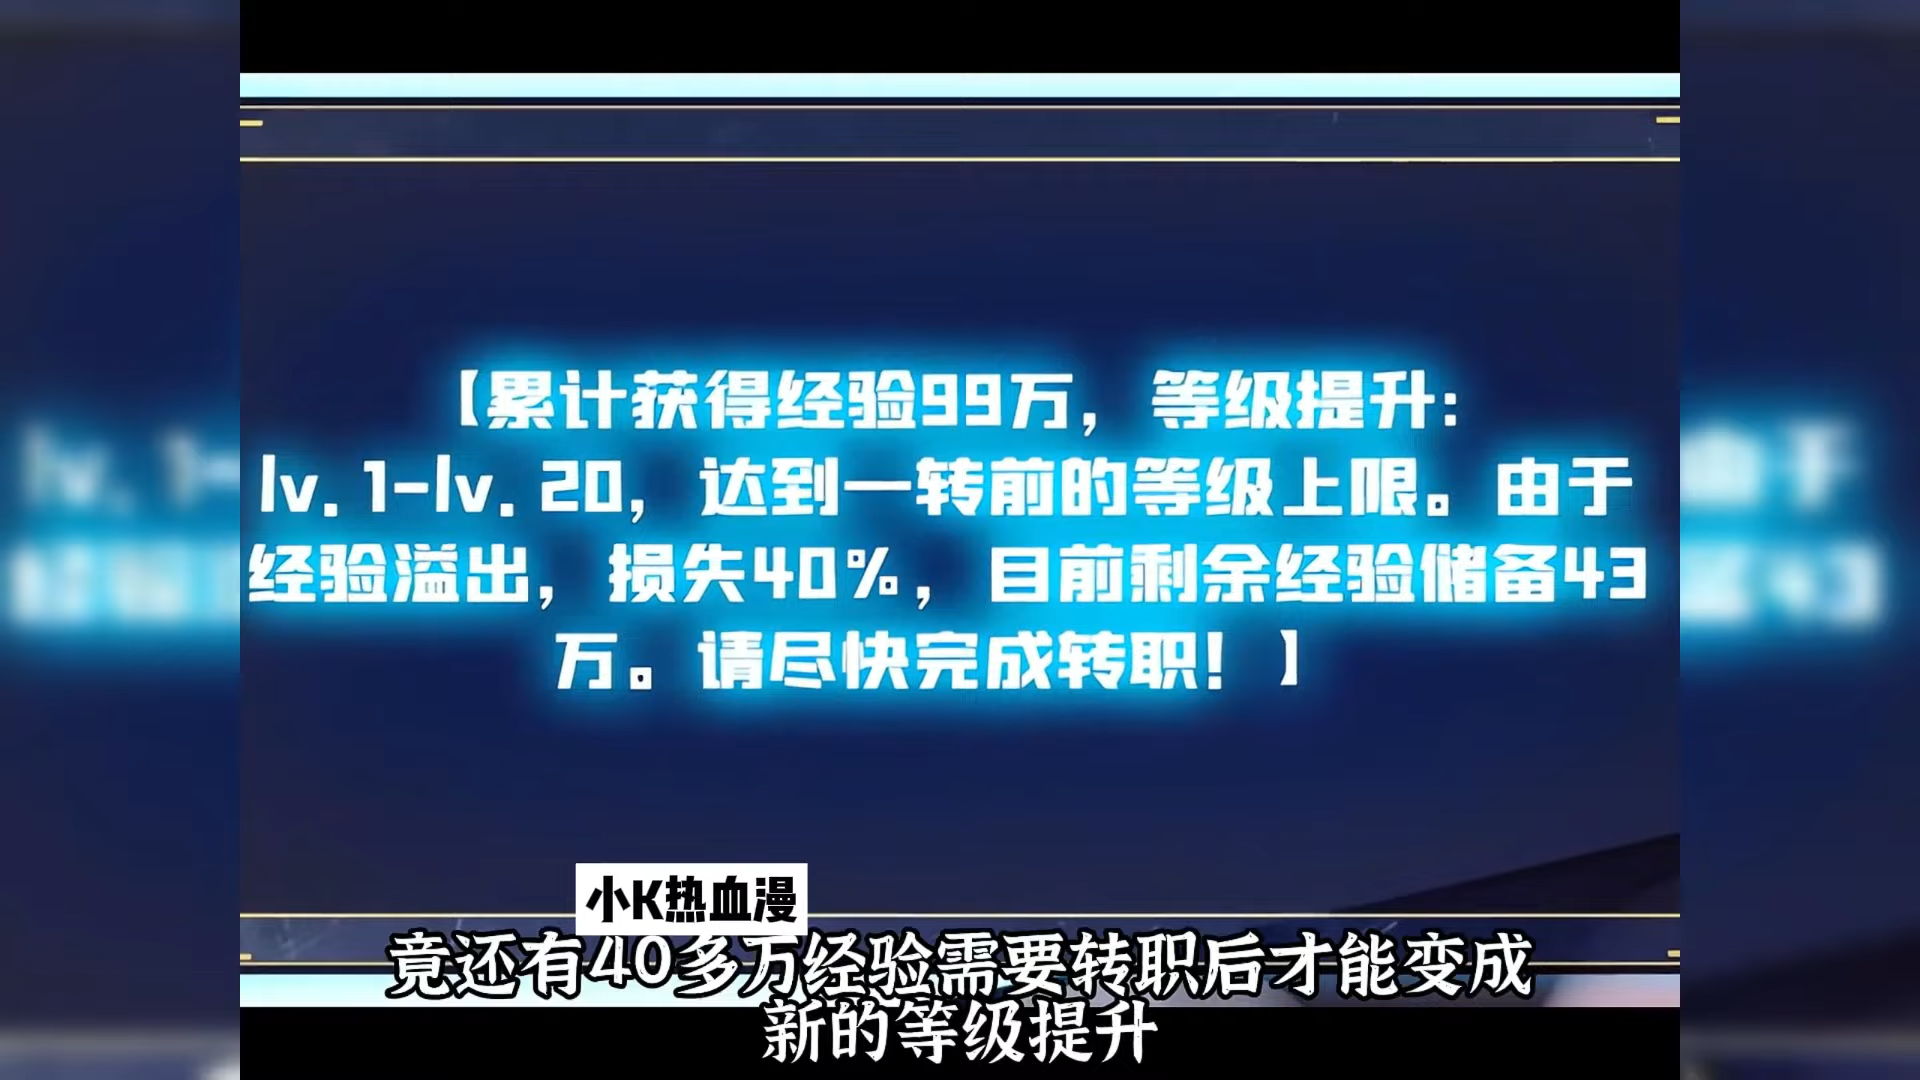 【累计获得经验99万，等级提升：
lv. 1-lv. 20，达到一转前的等级上限。由于
经验溢出，损失40%，目前剩余经验储备43
万。请尽快完成转职！】
小K热血漫
竟还有40多万经验需要转职后才能变成
新的等级提升